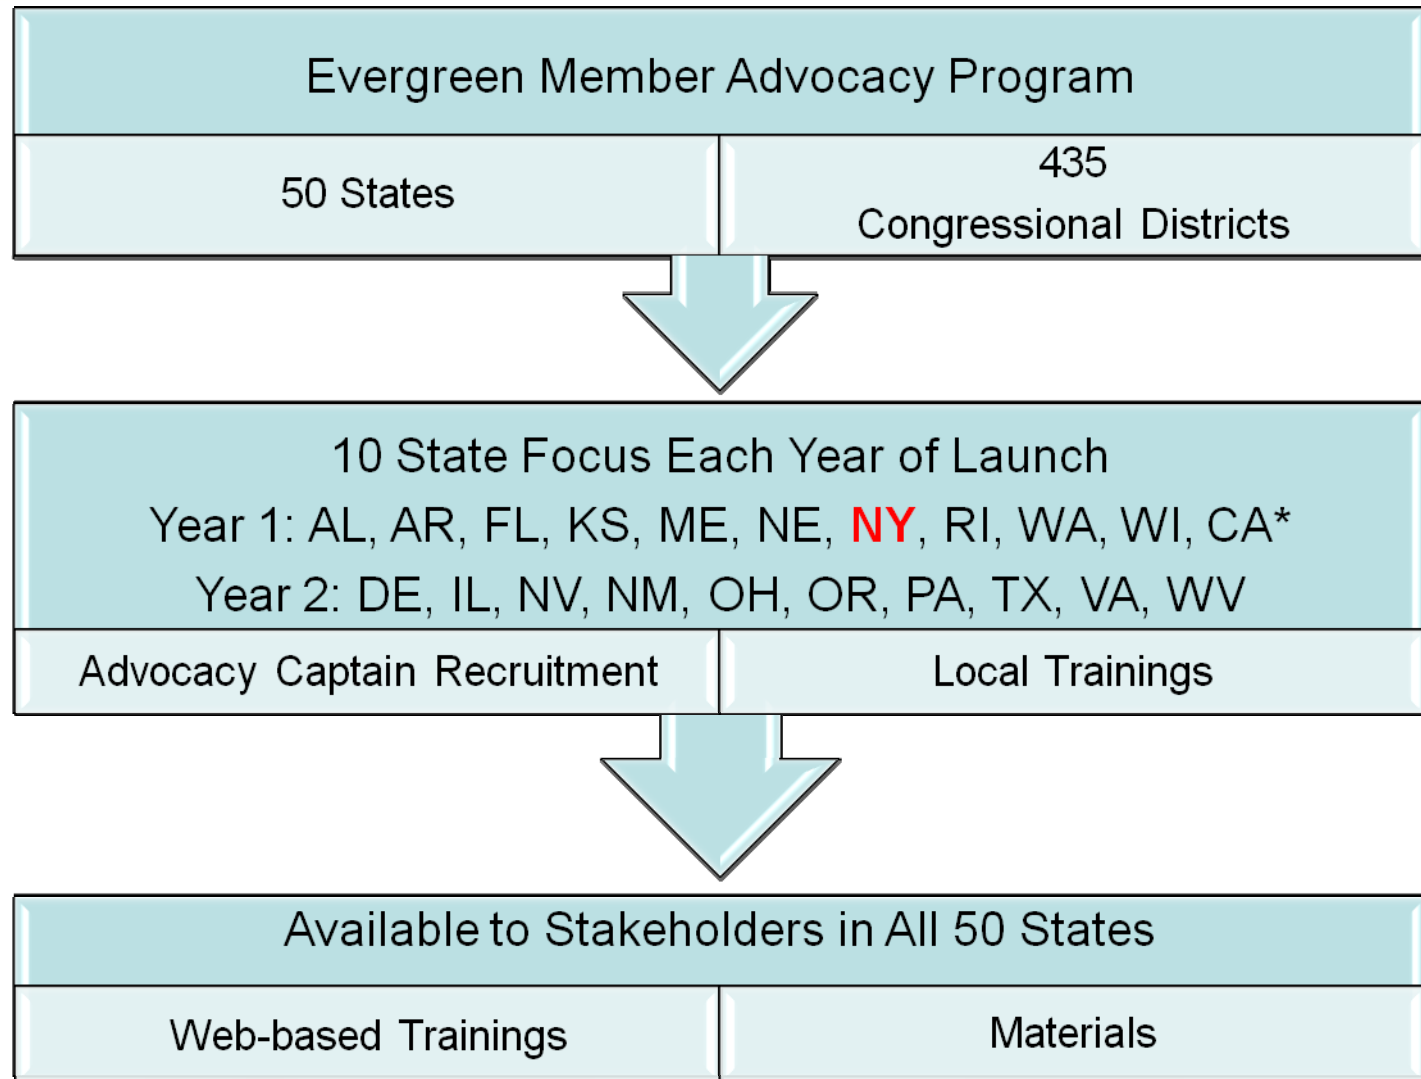 Evergreen Member Advocacy Program
50 States
435
Congressional Districts
10 State Focus Each Year of Launch
Year 1: AL, AR, FL, KS, ME, NE, NY, RI, WA, WI, CA*
Year 2: DE, IL, NV, NM, OH, OR, PA, TX, VA, WV
Advocacy Captain Recruitment
Local Trainings
Available to Stakeholders in All 50 States
Web-based Trainings
Materials